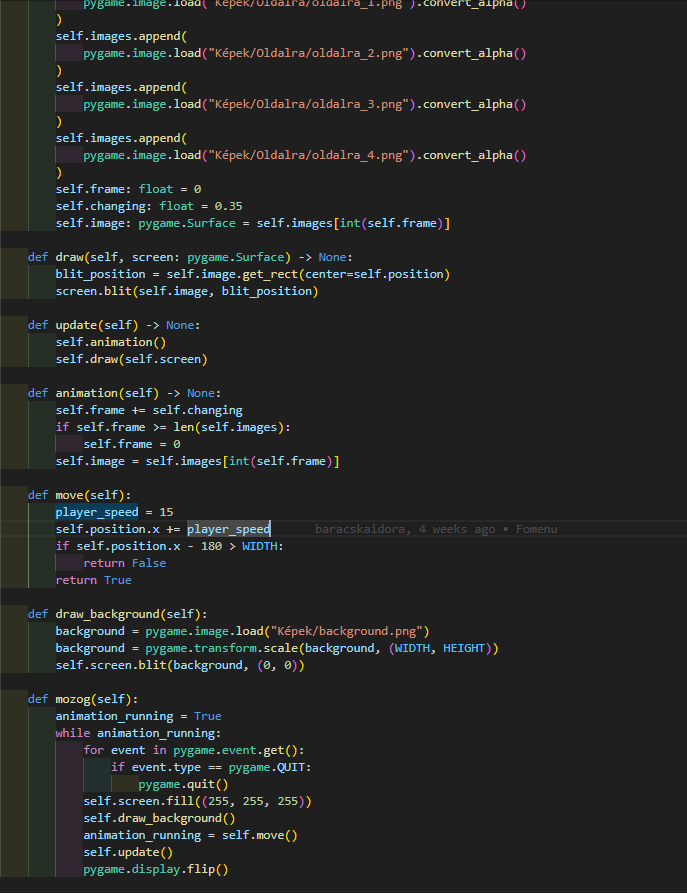 pygame.image.load("Képek/Oldalra/oldalra_1.png").convert_alpha()
)
self.images.append(
pygame.image.load("Képek/Oldalra/oldalra_2.png").convert_alpha()
)
self.images.append(
pygame.image.load("Képek/Oldalra/oldalra_3.png").convert_alpha()
)
self.images.append(
pygame.image.load("Képek/Oldalra/oldalra_4.png").convert_alpha()
)
self.frame: float = 0
self.changing: float = 0.35
self.image: pygame.Surface = self.images[int(self.frame)]
def draw(self, screen: pygame.Surface) -> None:
blit_position = self.image.get_rect(center=self.position)
screen.blit(self.image, blit_position)
def update(self) -> None:
self.animation()
self.draw(self.screen)
def animation(self) -> None:
self.frame += self.changing
if self.frame >= len(self.images):
self.frame = 0
self.image = self.images[int(self.frame)]
def move(self):
player_speed = 15
self.position.x += player_speed baracskaidora, 4 weeks ago • Fomenu
if self.position.x - 180 > WIDTH:
return False
return True
def draw_background(self):
background = pygame.image.load("Képek/background.png")
background = pygame.transform.scale(background, (WIDTH, HEIGHT))
self.screen.blit(background, (0, 0))
def mozog(self):
animation_running = True
while animation_running:
for event in pygame.event.get():
if event.type == pygame.QUIT:
pygame.quit()
self.screen.fill((255, 255, 255))
self.draw_background()
animation_running = self.move()
self.update()
pygame.display.flip()